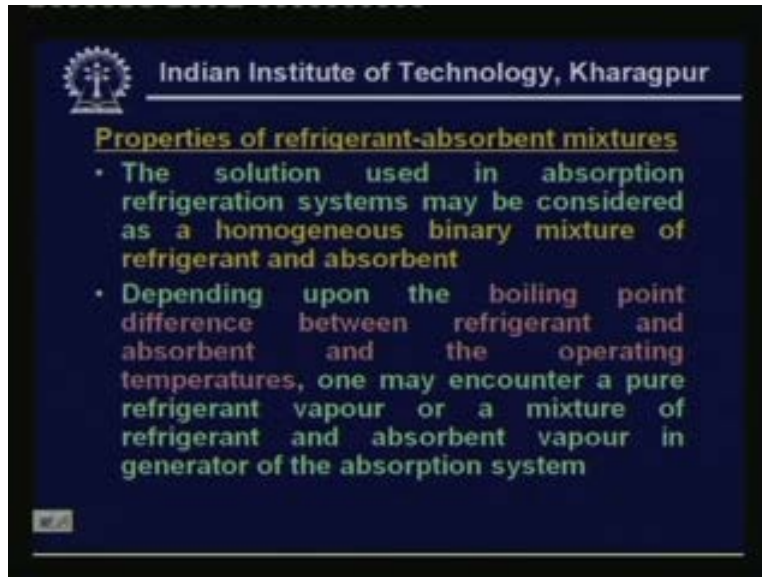 Indian Institute of Technology, Kharagpur
Properties of refrigerant-absorbent mixtures
• The solution used in absorption
refrigeration systems may be considered
as a homogeneous binary mixture of
refrigerant and absorbent
• Depending upon the boiling point
difference between refrigerant and
absorbent and the operating
temperatures, one may encounter a pure
refrigerant vapour or a mixture of
refrigerant and absorbent vapour in
generator of the absorption system